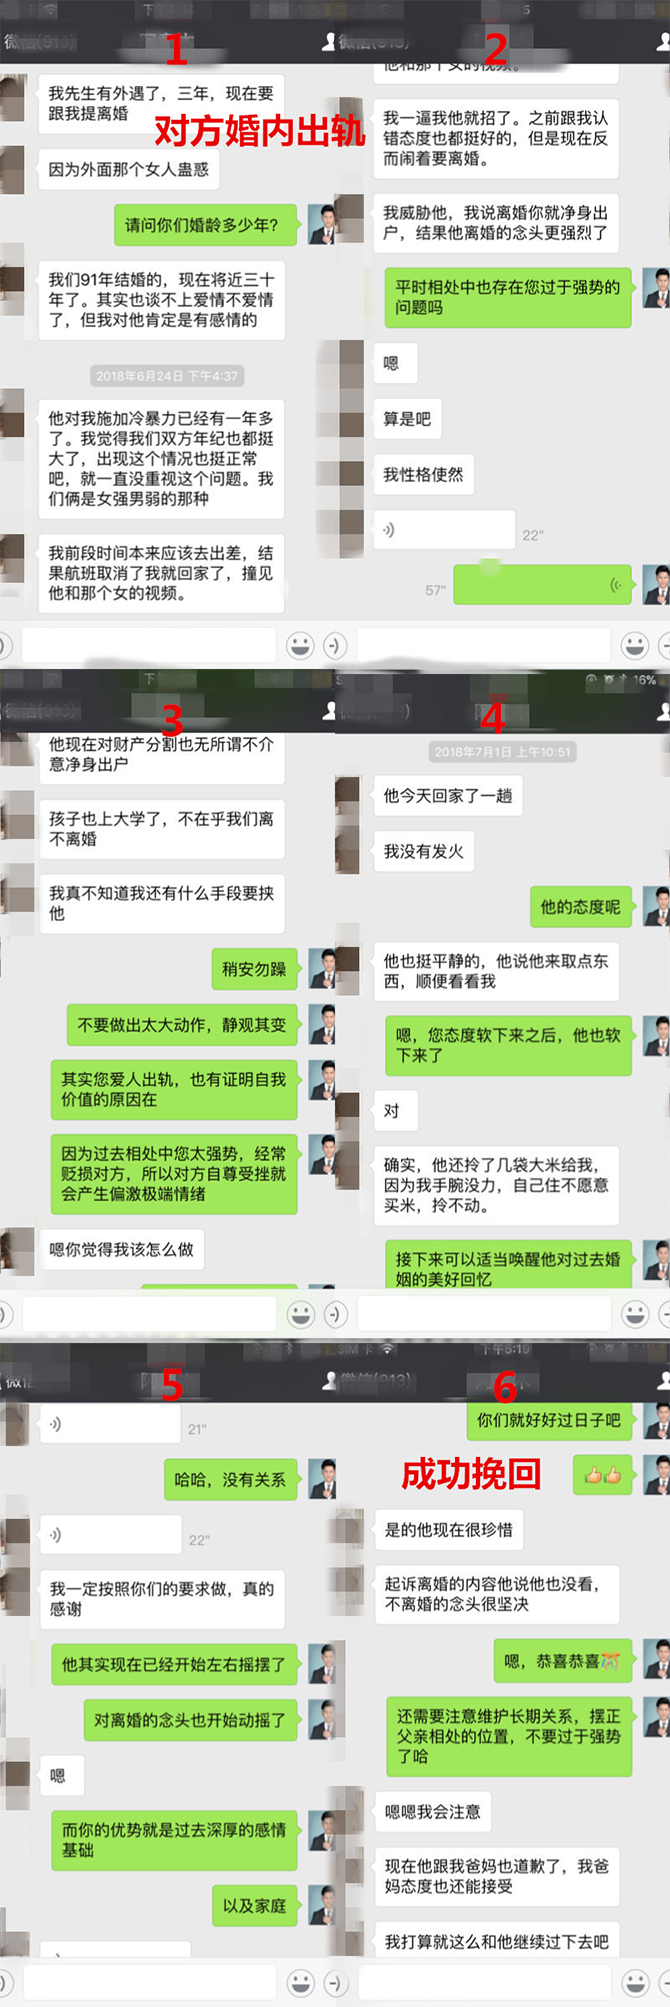 1
微信(913)
我先生有外遇了，三年，现在要
跟我提离婚
对方婚内出轨
因为外面那个女人蛊惑
请问你们婚龄多少年?
我们91年结婚的，现在将近三十
年了。其实也谈不上爱情不爱情
了，但我对他肯定是有感情的
2018年6月24日 下午4:37
他对我施加冷暴力已经有一年多
了。我觉得我们双方年纪也都挺
大了，出现这个情况也挺正常
吧，就一直没重视这个问题。我
们俩是女强男弱的那种
我前段时间本来应该去出差，结
果航班取消了我就回家了，撞见
他和那个女的视频。
2
微信(913)
他和那个女的视频。
我一逼我他就招了。之前跟我认
错态度也都挺好的，但是现在反
而闹着要离婚。
我威胁他，我说离婚你就净身出
户，结果他离婚的念头更强烈了
平时相处中也存在您过于强势的
问题吗
嗯
算是吧
我性格使然
22"
57"
3
微信(913)
他现在对财产分割也无所谓不介
意净身出户
孩子也上大学了，不在乎我们离
不离婚
我真不知道我还有什么手段要挟
他
稍安勿躁
不要做出太大动作，静观其变
其实您爱人出轨，也有证明自我
价值的原因在
因为过去相处中您太强势，经常
贬损对方，所以对方自尊受挫就
会产生偏激极端情绪
嗯你觉得我该怎么做
16%
4
2018年7月1日 上午10:51
他今天回家了一趟
我没有发火
他的态度呢
他也挺平静的，他说他来取点东
西，顺便看看我
嗯，您态度软下来之后，他也软
下来了
对
确实，他还拎了几袋大米给我，
因为我手腕没力，自己住不愿意
买米，拎不动。
接下来可以适当唤醒他对过去婚
姻的美好回忆
5
微信
21"
哈哈，没有关系
22"
我一定按照你们的要求做，真的
感谢
他其实现在已经开始左右摇摆了
对离婚的念头也开始动摇了
嗯
而你的优势就是过去深厚的感情
基础
以及家庭
SIM 卡
下午5:19
6
微信(913)
你们就好好过日子吧
成功挽回
👍👍
是的他现在很珍惜
起诉离婚的内容他说他也没看，
不离婚的念头很坚决
嗯，恭喜恭喜🎊
还需要注意维护长期关系，摆正
父亲相处的位置，不要过于强势
了哈
嗯嗯我会注意
现在他跟我爸妈也道歉了，我爸
妈态度也还能接受
我打算就这么和他继续过下去吧